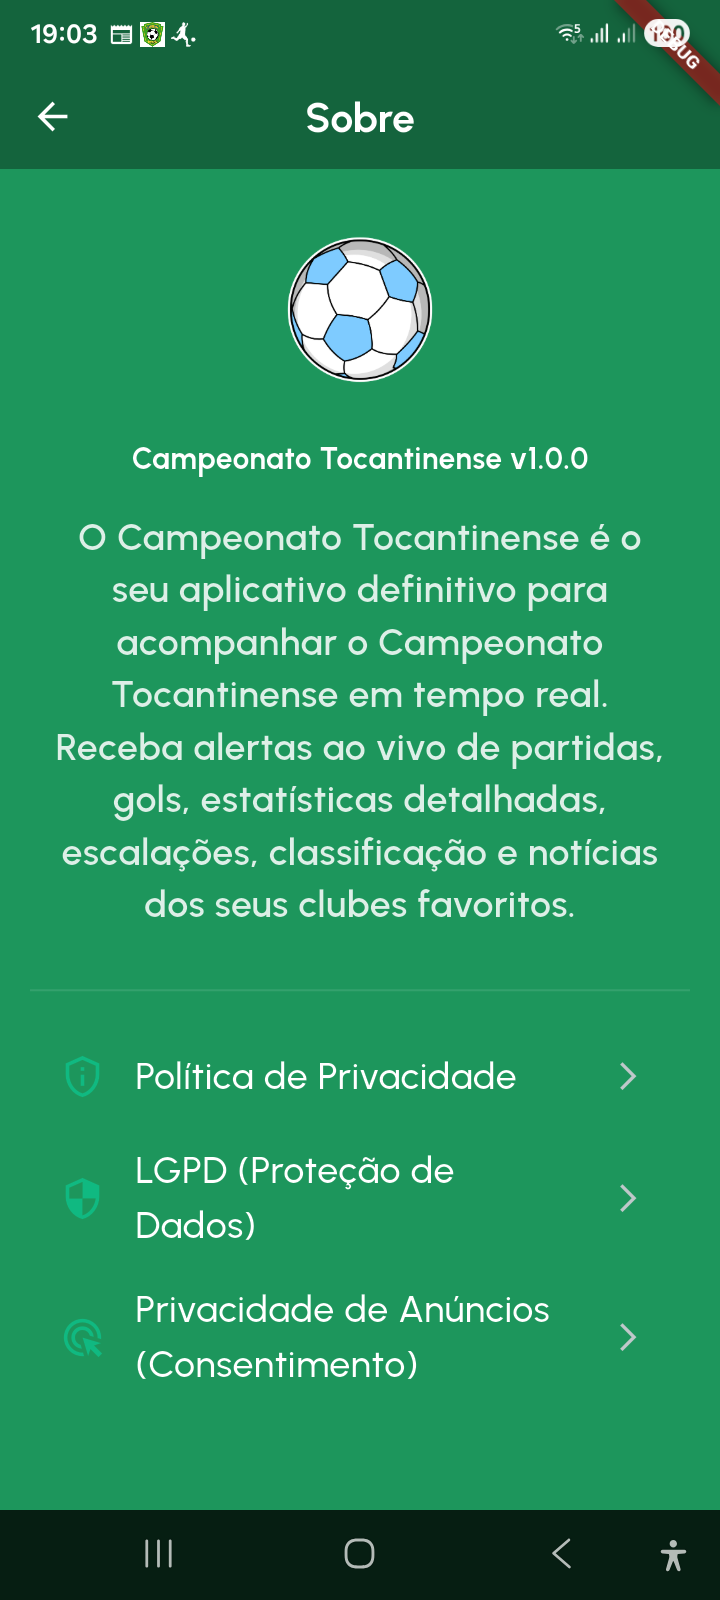 19:03
Sobre
Campeonato Tocantinense v1.0.0
O Campeonato Tocantinense é o
seu aplicativo definitivo para
acompanhar o Campeonato
Tocantinense em tempo real.
Receba alertas ao vivo de partidas,
gols, estatísticas detalhadas,
escalações, classificação e notícias
dos seus clubes favoritos.
Política de Privacidade
LGPD (Proteção de
Dados)
Privacidade de Anúncios
(Consentimento)